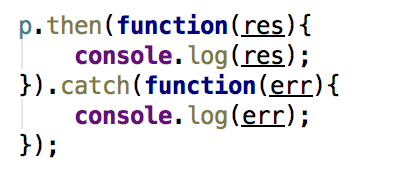 p.then(function(res){
    console.log(res);
}).catch(function(err){
    console.log(err);
});